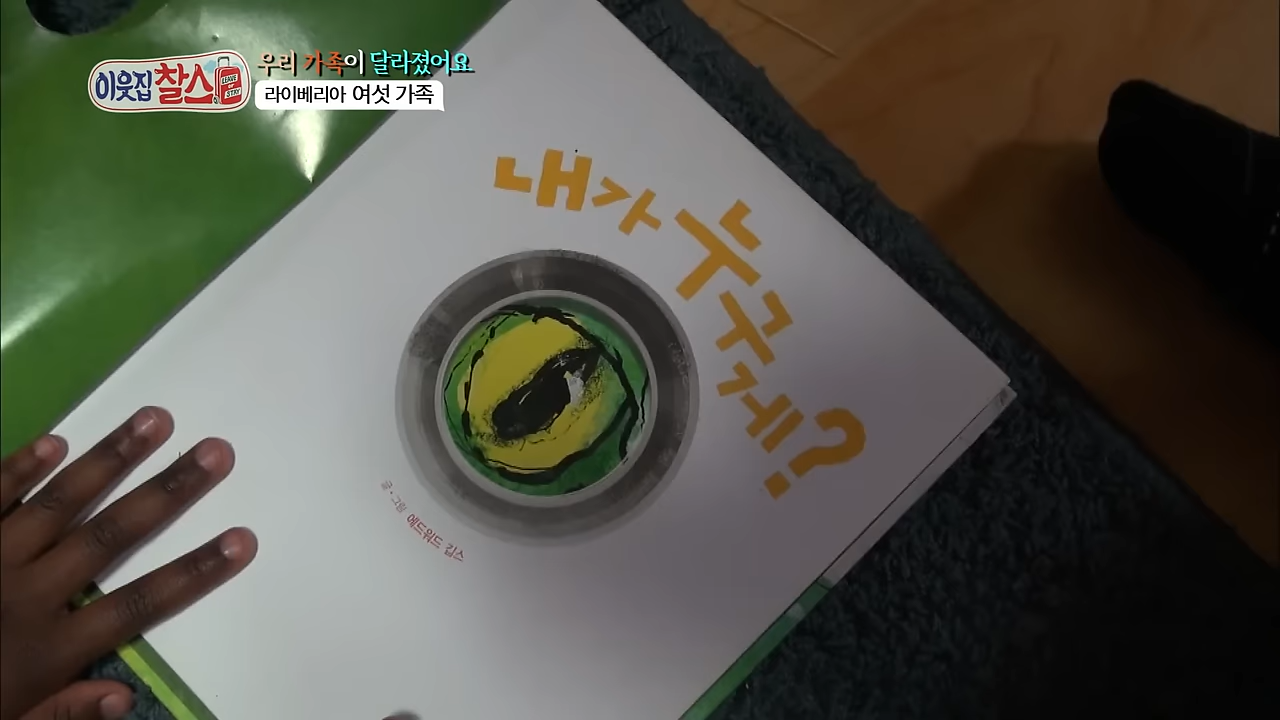 이웃집 찰스
LEAVE or STAY
우리 가족이 달라졌어요
라이베리아 여섯 가족
내가 누구게?
글·그림 에드워드 깁스